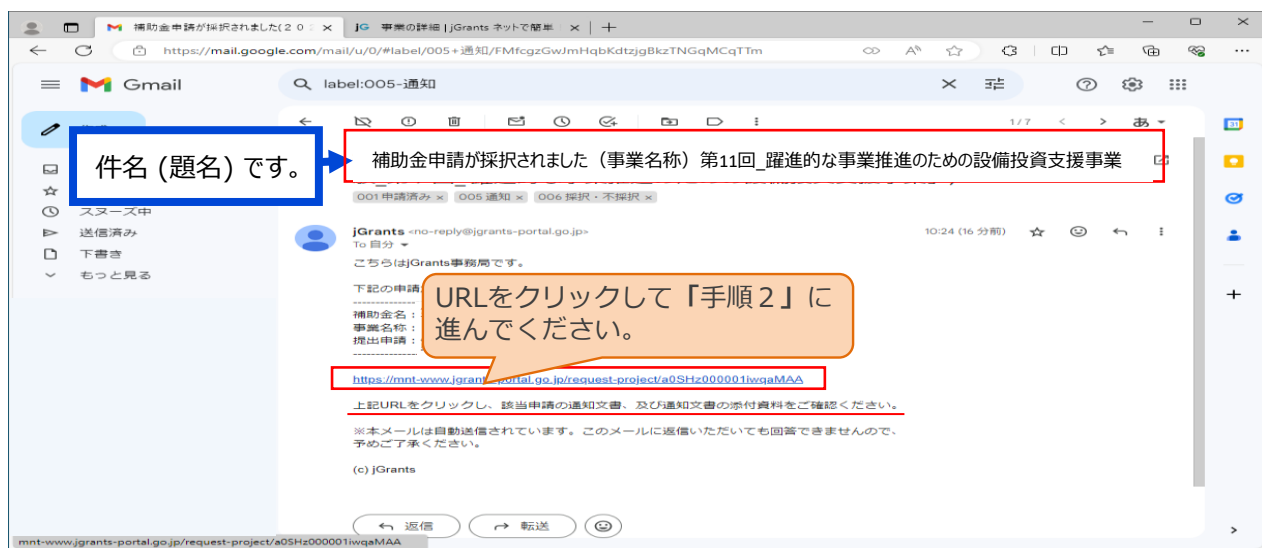 補助金申請が採択されました(２０
事業の詳細 | jGrants ネットで簡単
https://mail.google.com/mail/u/0/#label/005+通知/FMfcgzGwJmHqbKdtzjgBkzTNGqMCqTTm
Gmail
label:005-通知
1/7
あ
件名 (題名) です。
補助金申請が採択されました（事業名称）第11回_躍進的な事業推進のための設備投資支援事業
001 申請済み × 005 通知 × 006 採択・不採択 ×
スヌーズ中
送信済み
下書き
もっと見る
jGrants <no-reply@jgrants-portal.go.jp>
10:24 (16 分前)
To 自分
こちらはjGrants事務局です。
下記の申請
補助金名：
事業名称：
提出申請：
URLをクリックして「手順２」に
進んでください。
https://mnt-www.jgrants-portal.go.jp/request-project/a0SHz000001iwqaMAA
上記URLをクリックし、該当申請の通知文書、及び通知文書の添付資料をご確認ください。
※本メールは自動送信されています。このメールに返信いただいても回答できませんので、
予めご了承ください。
(c) jGrants
返信
転送
mnt-www.jgrants-portal.go.jp/request-project/a0SHz000001iwqaMAA
31